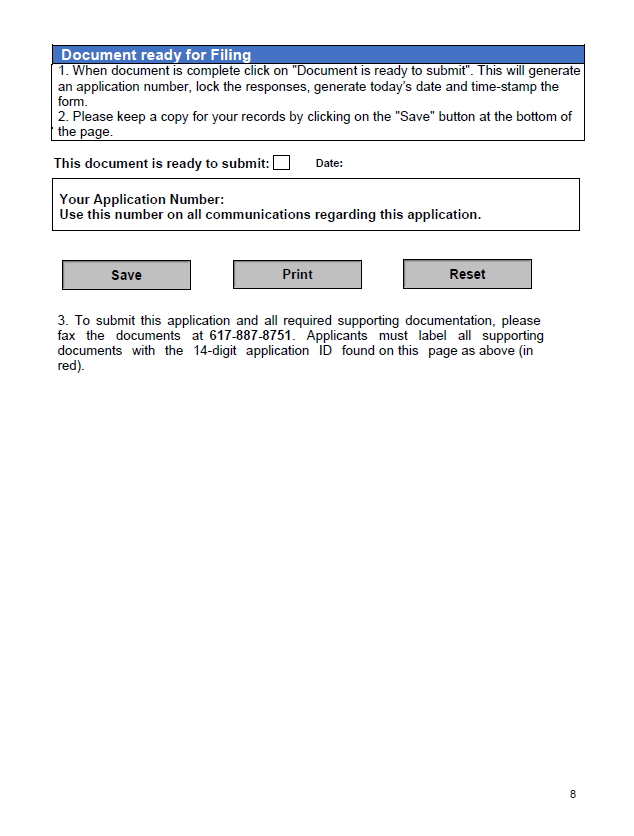 Document ready for Filing
1. When document is complete click on "Document is ready to submit". This will generate
an application number, lock the responses, generate today's date and time-stamp the
form.
2. Please keep a copy for your records by clicking on the "Save" button at the bottom of
the page.
This document is ready to submit: Date:
Your Application Number:
Use this number on all communications regarding this application.
Save Print Reset
3. To submit this application and all required supporting documentation, please
fax the documents at 617-887-8751. Applicants must label all supporting
documents with the 14-digit application ID found on this page as above (in
red).
8